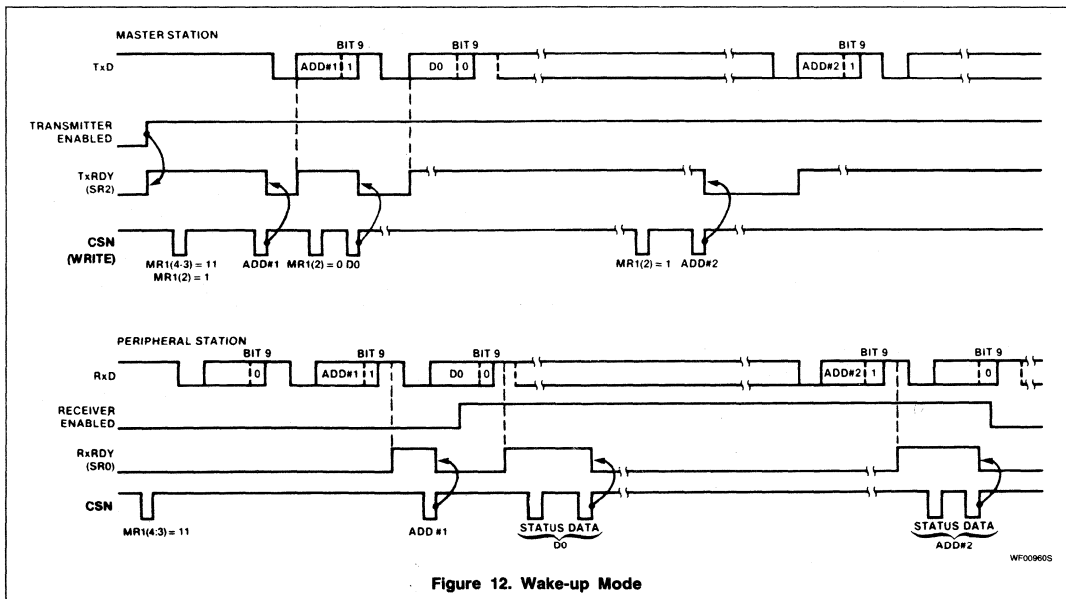 MASTER STATION
BIT 9 BIT 9 BIT 9
TxD ADD#1 1 D0 0 ADD#2 1
TRANSMITTER
ENABLED
TxRDY
(SR2)
CSN
(WRITE)
MR1(4-3) = 11 ADD#1 MR1(2) = 0 D0 MR1(2) = 1 ADD#2
MR1(2) = 1
PERIPHERAL STATION
BIT 9 BIT 9 BIT 9 BIT 9 BIT 9
RxD 0 ADD#1 1 D0 0 ADD#2 1 0
RECEIVER
ENABLED
RxRDY
(SR0)
CSN
MR1(4:3) = 11 ADD #1 STATUS DATA STATUS DATA
D0 ADD#2
WF00960S
Figure 12. Wake-up Mode